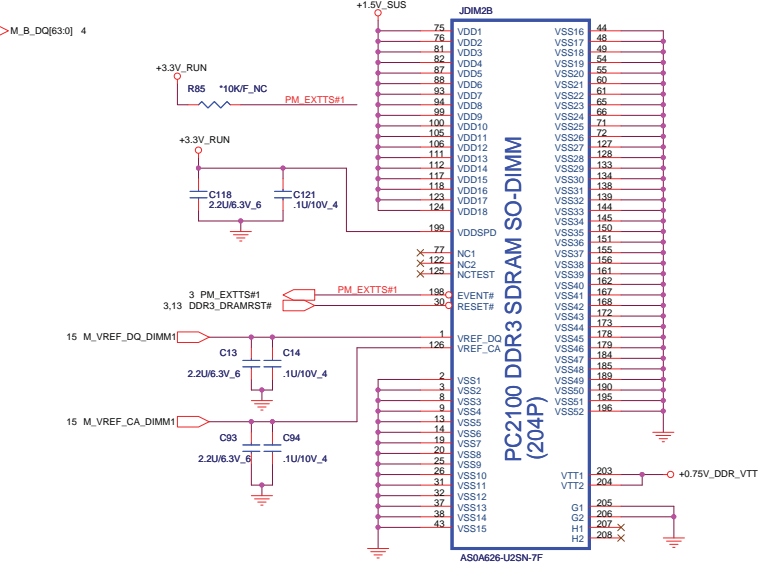 +1.5V_SUS
M_B_DQ[63:0] 4
+3.3V_RUN
R85 *10K/F_NC
PM_EXTTS#1
+3.3V_RUN
C118
2.2U/6.3V_6
C121
.1U/10V_4
3 PM_EXTTS#1
PM_EXTTS#1
3,13 DDR3_DRAMRST#
15 M_VREF_DQ_DIMM1
C13
2.2U/6.3V_6
C14
.1U/10V_4
15 M_VREF_CA_DIMM1
C93
2.2U/6.3V_6
C94
.1U/10V_4
JDIM2B
75 VDD1
76 VDD2
81 VDD3
82 VDD4
87 VDD5
88 VDD6
93 VDD7
94 VDD8
99 VDD9
100 VDD10
105 VDD11
106 VDD12
111 VDD13
112 VDD14
117 VDD15
118 VDD16
123 VDD17
124 VDD18
199 VDDSPD
77 NC1
122 NC2
125 NCTEST
198 EVENT#
30 RESET#
1 VREF_DQ
126 VREF_CA
2 VSS1
3 VSS2
8 VSS3
9 VSS4
13 VSS5
14 VSS6
19 VSS7
20 VSS8
25 VSS9
26 VSS10
31 VSS11
32 VSS12
37 VSS13
38 VSS14
43 VSS15
PC2100 DDR3 SDRAM SO-DIMM
(204P)
VSS16 44
VSS17 48
VSS18 49
VSS19 54
VSS20 55
VSS21 60
VSS22 61
VSS23 65
VSS24 66
VSS25 71
VSS26 72
VSS27 127
VSS28 128
VSS29 133
VSS30 134
VSS31 138
VSS32 139
VSS33 144
VSS34 145
VSS35 150
VSS36 151
VSS37 155
VSS38 156
VSS39 161
VSS40 162
VSS41 167
VSS42 168
VSS43 172
VSS44 173
VSS45 178
VSS46 179
VSS47 184
VSS48 185
VSS49 189
VSS50 190
VSS51 195
VSS52 196
VTT1 203
VTT2 204
+0.75V_DDR_VTT
G1 205
G2 206
H1 207
H2 208
AS0A626-U2SN-7F